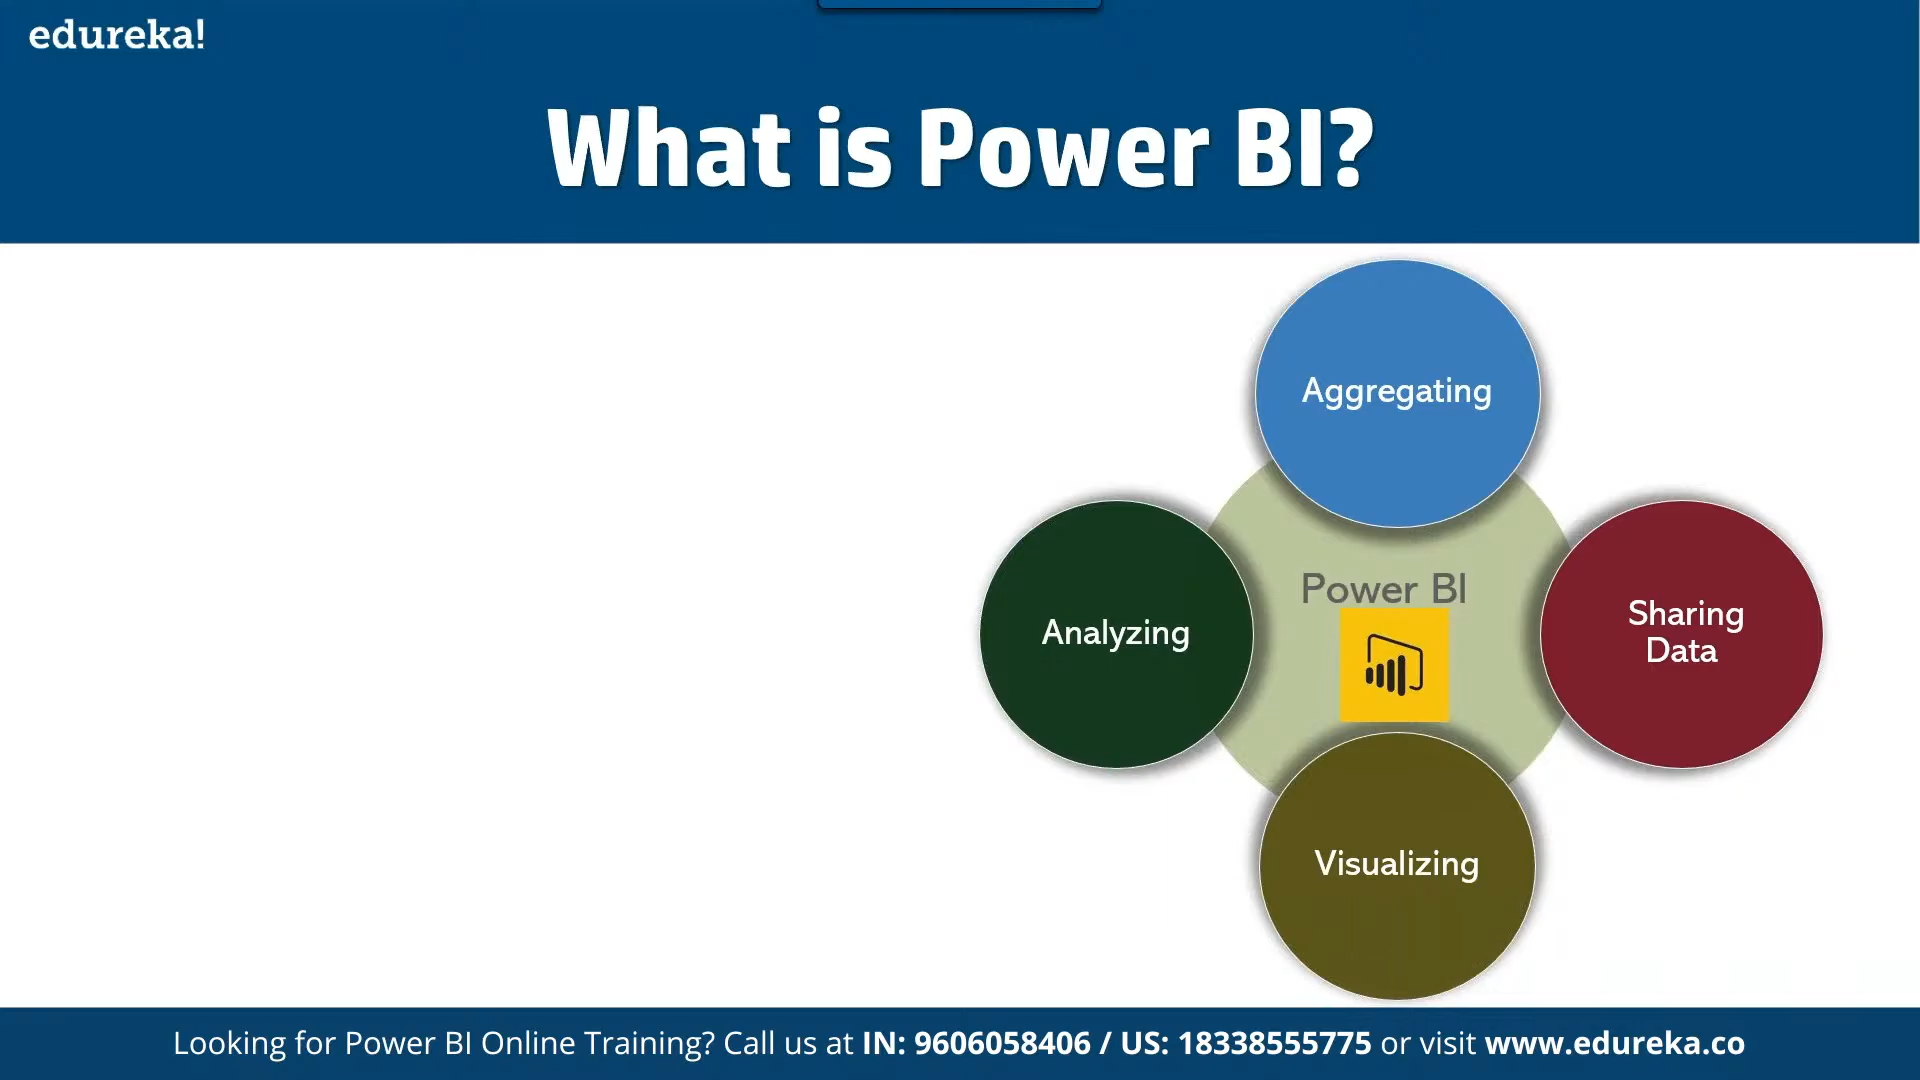 edureka!
What is Power BI?
Aggregating
Power BI
Analyzing
Sharing
Data
Visualizing
Looking for Power BI Online Training? Call us at IN: 9606058406 / US: 18338555775 or visit www.edureka.co